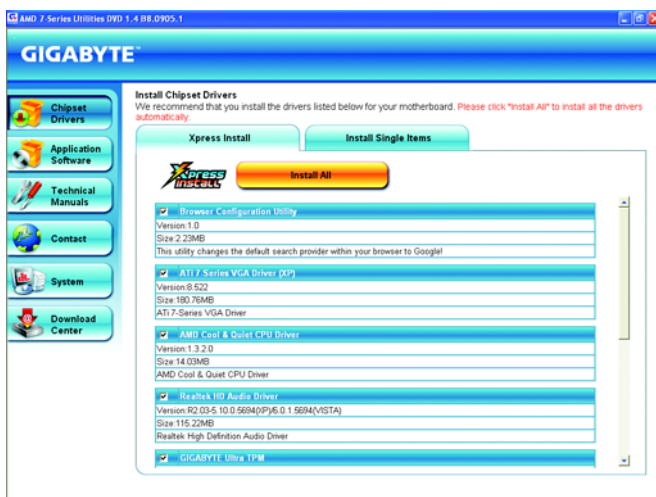 AMD 7-Series Utilities DVD 1.4 B8.0905.1
GIGABYTE™
Chipset
Drivers
Application
Software
Technical
Manuals
Contact
System
Download
Center
Install Chipset Drivers
We recommend that you install the drivers listed below for your motherboard. Please click "Install All" to install all the drivers
automatically.
Xpress Install
Install Single Items
Xpress
Install
Install All
Browser Configuration Utility
Version:1.0
Size:2.23MB
This utility changes the default search provider within your browser to Google!
ATi 7-Series VGA Driver (XP)
Version:8.522
Size:180.76MB
ATi 7-Series VGA Driver
AMD Cool & Quiet CPU Driver
Version:1.3.2.0
Size:14.03MB
AMD Cool & Quiet CPU Driver
Realtek HD Audio Driver
Version:R2.03-5.10.0.5694(XP)/6.0.1.5694(VISTA)
Size:115.22MB
Realtek High Definition Audio Driver
GIGABYTE Ultra TPM